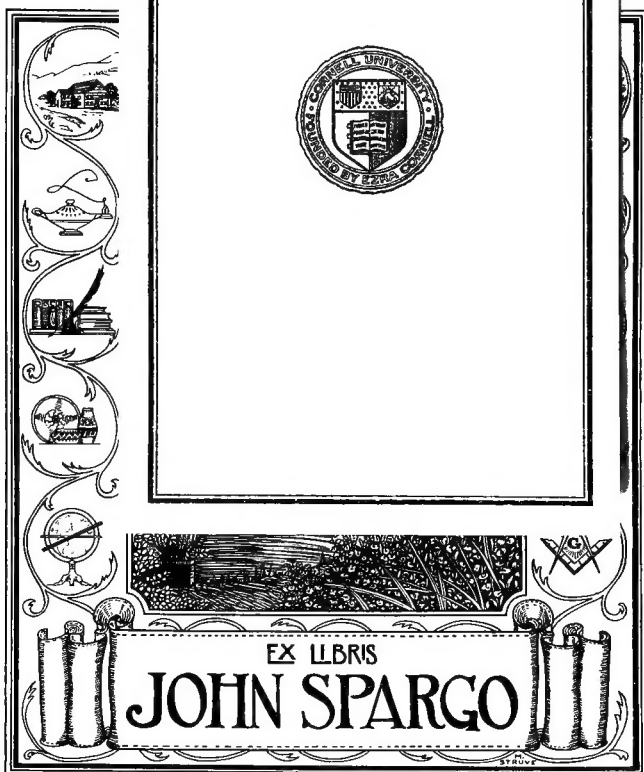 CORNELL UNIVERSITY
FOUNDED BY EZRA CORNELL
G
EX LIBRIS
JOHN SPARGO
STRUVE